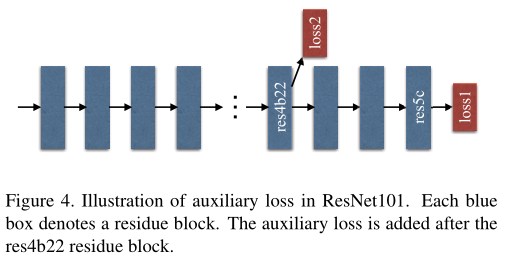 loss2
res4b22
res5c
loss1
Figure 4. Illustration of auxiliary loss in ResNet101. Each blue
box denotes a residue block. The auxiliary loss is added after the
res4b22 residue block.